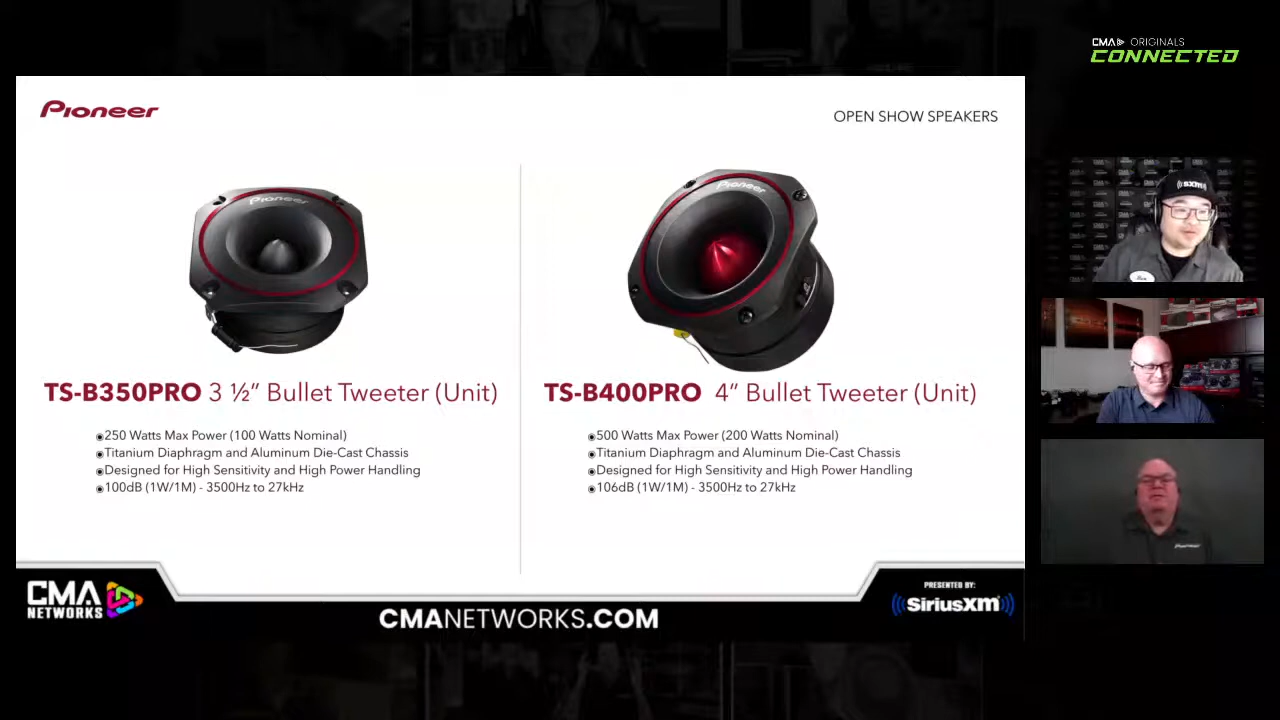 CMA ORIGINALS
CONNECTED
Pioneer
OPEN SHOW SPEAKERS
Pioneer
Pioneer
SXM
TS-B350PRO 3 ½” Bullet Tweeter (Unit)
250 Watts Max Power (100 Watts Nominal)
Titanium Diaphragm and Aluminum Die-Cast Chassis
Designed for High Sensitivity and High Power Handling
100dB (1W/1M) - 3500Hz to 27kHz
TS-B400PRO 4” Bullet Tweeter (Unit)
500 Watts Max Power (200 Watts Nominal)
Titanium Diaphragm and Aluminum Die-Cast Chassis
Designed for High Sensitivity and High Power Handling
106dB (1W/1M) - 3500Hz to 27kHz
Pioneer
CMA
NETWORKS
CMANETWORKS.COM
PRESENTED BY:
SiriusXM